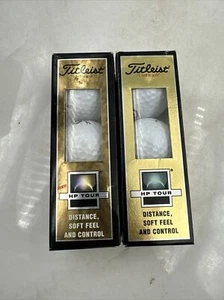 Titleist
HP TOUR
DISTANCE,
SOFT FEEL
AND CONTROL
Titleist
HP TOUR
DISTANCE,
SOFT FEEL
AND CONTROL